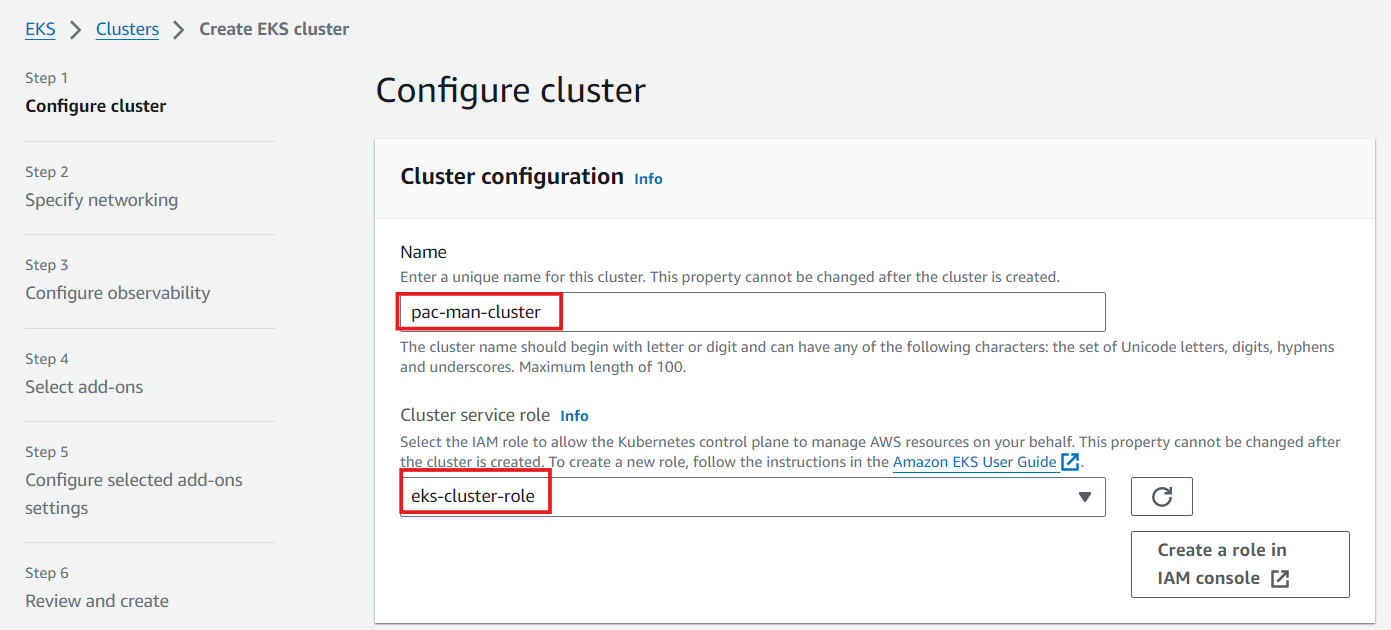 EKS > Clusters > Create EKS cluster
Step 1
Configure cluster
Step 2
Specify networking
Step 3
Configure observability
Step 4
Select add-ons
Step 5
Configure selected add-ons
settings
Step 6
Review and create
Configure cluster
Cluster configuration Info
Name
Enter a unique name for this cluster. This property cannot be changed after the cluster is created.
pac-man-cluster
The cluster name should begin with letter or digit and can have any of the following characters: the set of Unicode letters, digits, hyphens
and underscores. Maximum length of 100.
Cluster service role Info
Select the IAM role to allow the Kubernetes control plane to manage AWS resources on your behalf. This property cannot be changed after
the cluster is created. To create a new role, follow the instructions in the Amazon EKS User Guide.
eks-cluster-role
Create a role in
IAM console